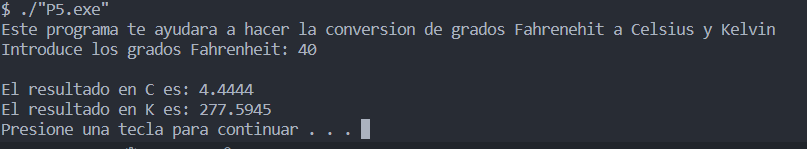 $ ./"P5.exe"
Este programa te ayudara a hacer la conversion de grados Fahrenehit a Celsius y Kelvin
Introduce los grados Fahrenheit: 40
El resultado en C es: 4.4444
El resultado en K es: 277.5945
Presione una tecla para continuar . . .